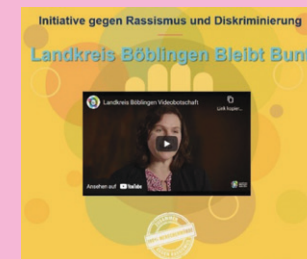 Initiative gegen Rassismus und Diskriminierung
Landkreis Böblingen Bleibt Bunt
Landkreis Böblingen Videobotschaft
Link kopier...
Ansehen auf YouTube